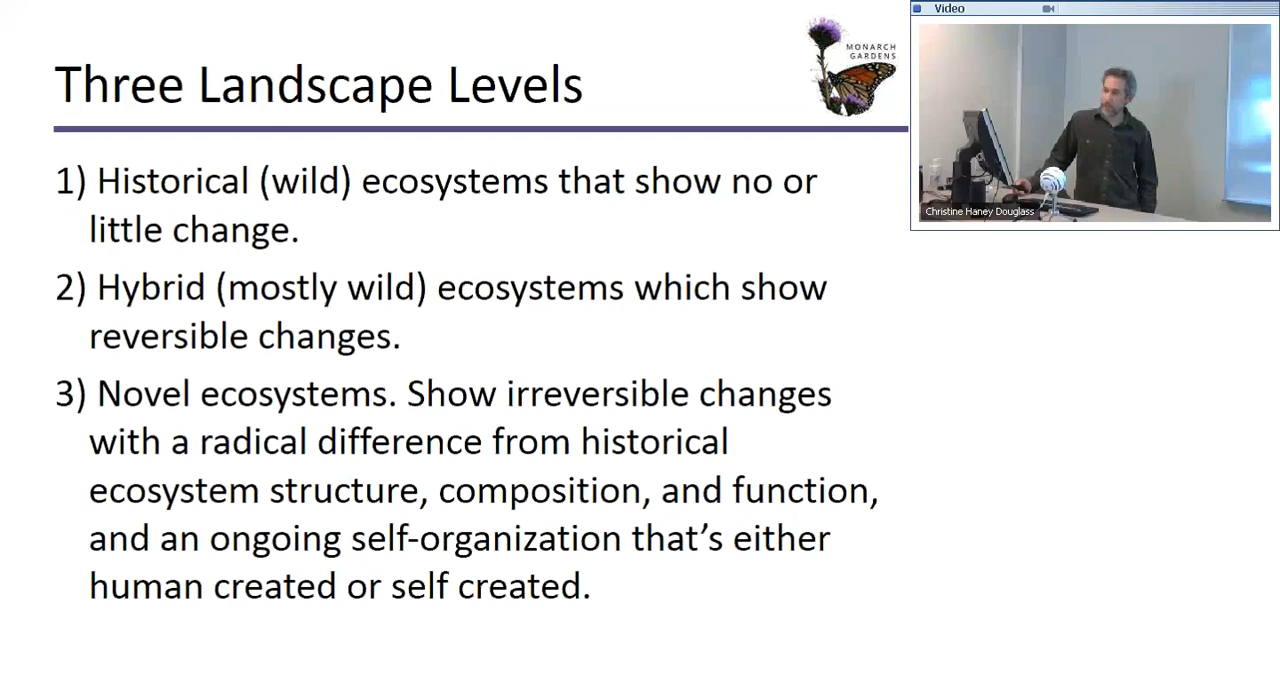 Three Landscape Levels
MONARCH
GARDENS
Video
Christine Haney Douglass
1) Historical (wild) ecosystems that show no or
little change.
2) Hybrid (mostly wild) ecosystems which show
reversible changes.
3) Novel ecosystems. Show irreversible changes
with a radical difference from historical
ecosystem structure, composition, and function,
and an ongoing self-organization that’s either
human created or self created.